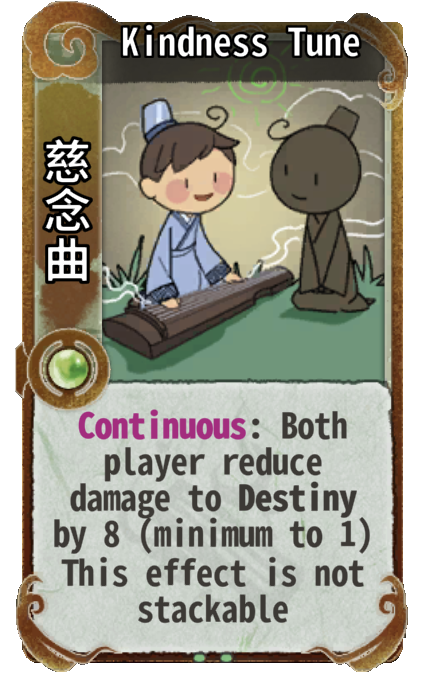 Kindness Tune
慈念曲
Continuous: Both
player reduce
damage to Destiny
by 8 (minimum to 1)
This effect is not
stackable